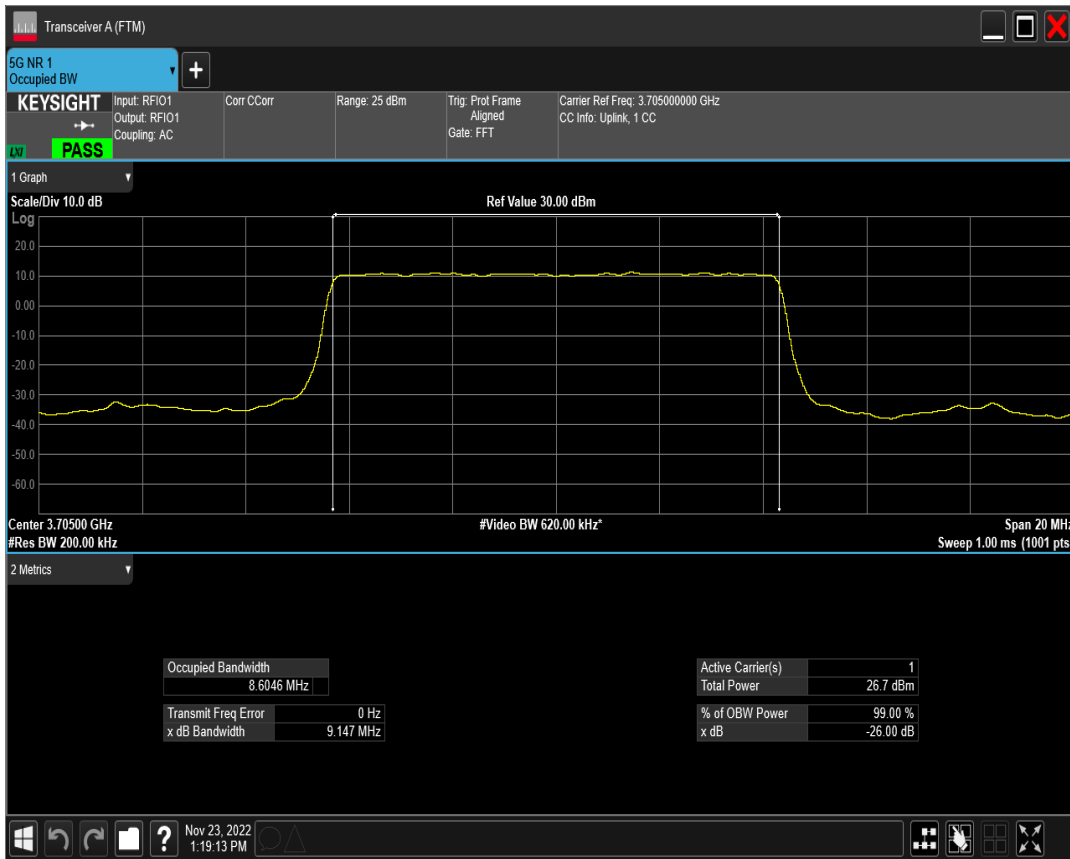 Transceiver A (FTM)
5G NR 1
Occupied BW
+
KEYSIGHT
LXI
PASS
Input: RFIO1
Output: RFIO1
Coupling: AC
Corr CCorr
Range: 25 dBm
Trig: Prot Frame
Aligned
Gate: FFT
Carrier Ref Freq: 3.705000000 GHz
CC Info: Uplink, 1 CC
1 Graph
Scale/Div 10.0 dB
Ref Value 30.00 dBm
Log
20.0
10.0
0.00
-10.0
-20.0
-30.0
-40.0
-50.0
-60.0
Center 3.70500 GHz
#Video BW 620.00 kHz*
Span 20 MHz
#Res BW 200.00 kHz
Sweep 1.00 ms (1001 pts
2 Metrics
Occupied Bandwidth
8.6046 MHz
Transmit Freq Error 0 Hz
x dB Bandwidth 9.147 MHz
Active Carrier(s) 1
Total Power 26.7 dBm
% of OBW Power 99.00 %
x dB -26.00 dB
?
Nov 23, 2022
1:19:13 PM